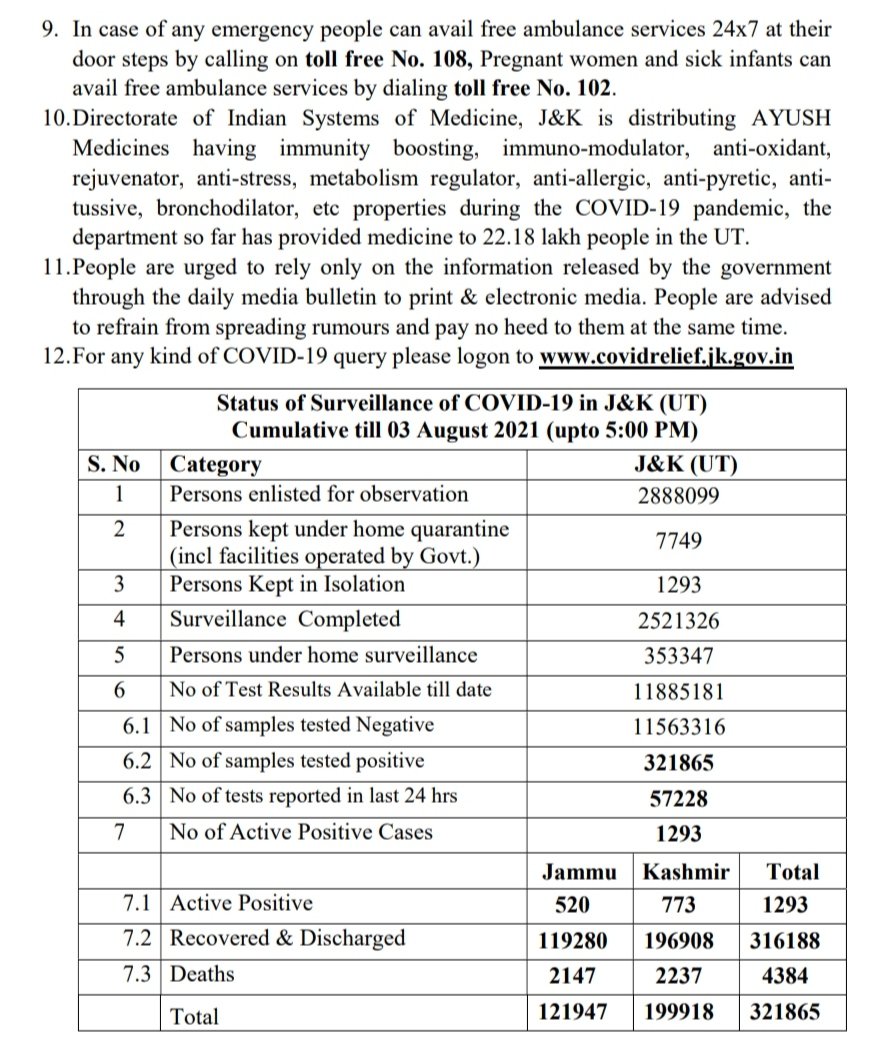 9. In case of any emergency people can avail free ambulance services 24x7 at their
door steps by calling on toll free No. 108, Pregnant women and sick infants can
avail free ambulance services by dialing toll free No. 102.
10.Directorate of Indian Systems of Medicine, J&K is distributing AYUSH
Medicines having immunity boosting, immuno-modulator, anti-oxidant,
rejuvenator, anti-stress, metabolism regulator, anti-allergic, anti-pyretic, anti-
tussive, bronchodilator, etc properties during the COVID-19 pandemic, the
department so far has provided medicine to 22.18 lakh people in the UT.
11.People are urged to rely only on the information released by the government
through the daily media bulletin to print & electronic media. People are advised
to refrain from spreading rumours and pay no heed to them at the same time.
12.For any kind of COVID-19 query please logon to www.covidrelief.jk.gov.in
Status of Surveillance of COVID-19 in J&K (UT)
Cumulative till 03 August 2021 (upto 5:00 PM)
S. No Category J&K (UT)
1 Persons enlisted for observation 2888099
2 Persons kept under home quarantine
(incl facilities operated by Govt.) 7749
3 Persons Kept in Isolation 1293
4 Surveillance Completed 2521326
5 Persons under home surveillance 353347
6 No of Test Results Available till date 11885181
6.1 No of samples tested Negative 11563316
6.2 No of samples tested positive 321865
6.3 No of tests reported in last 24 hrs 57228
7 No of Active Positive Cases 1293
Jammu Kashmir Total
7.1 Active Positive 520 773 1293
7.2 Recovered & Discharged 119280 196908 316188
7.3 Deaths 2147 2237 4384
Total 121947 199918 321865